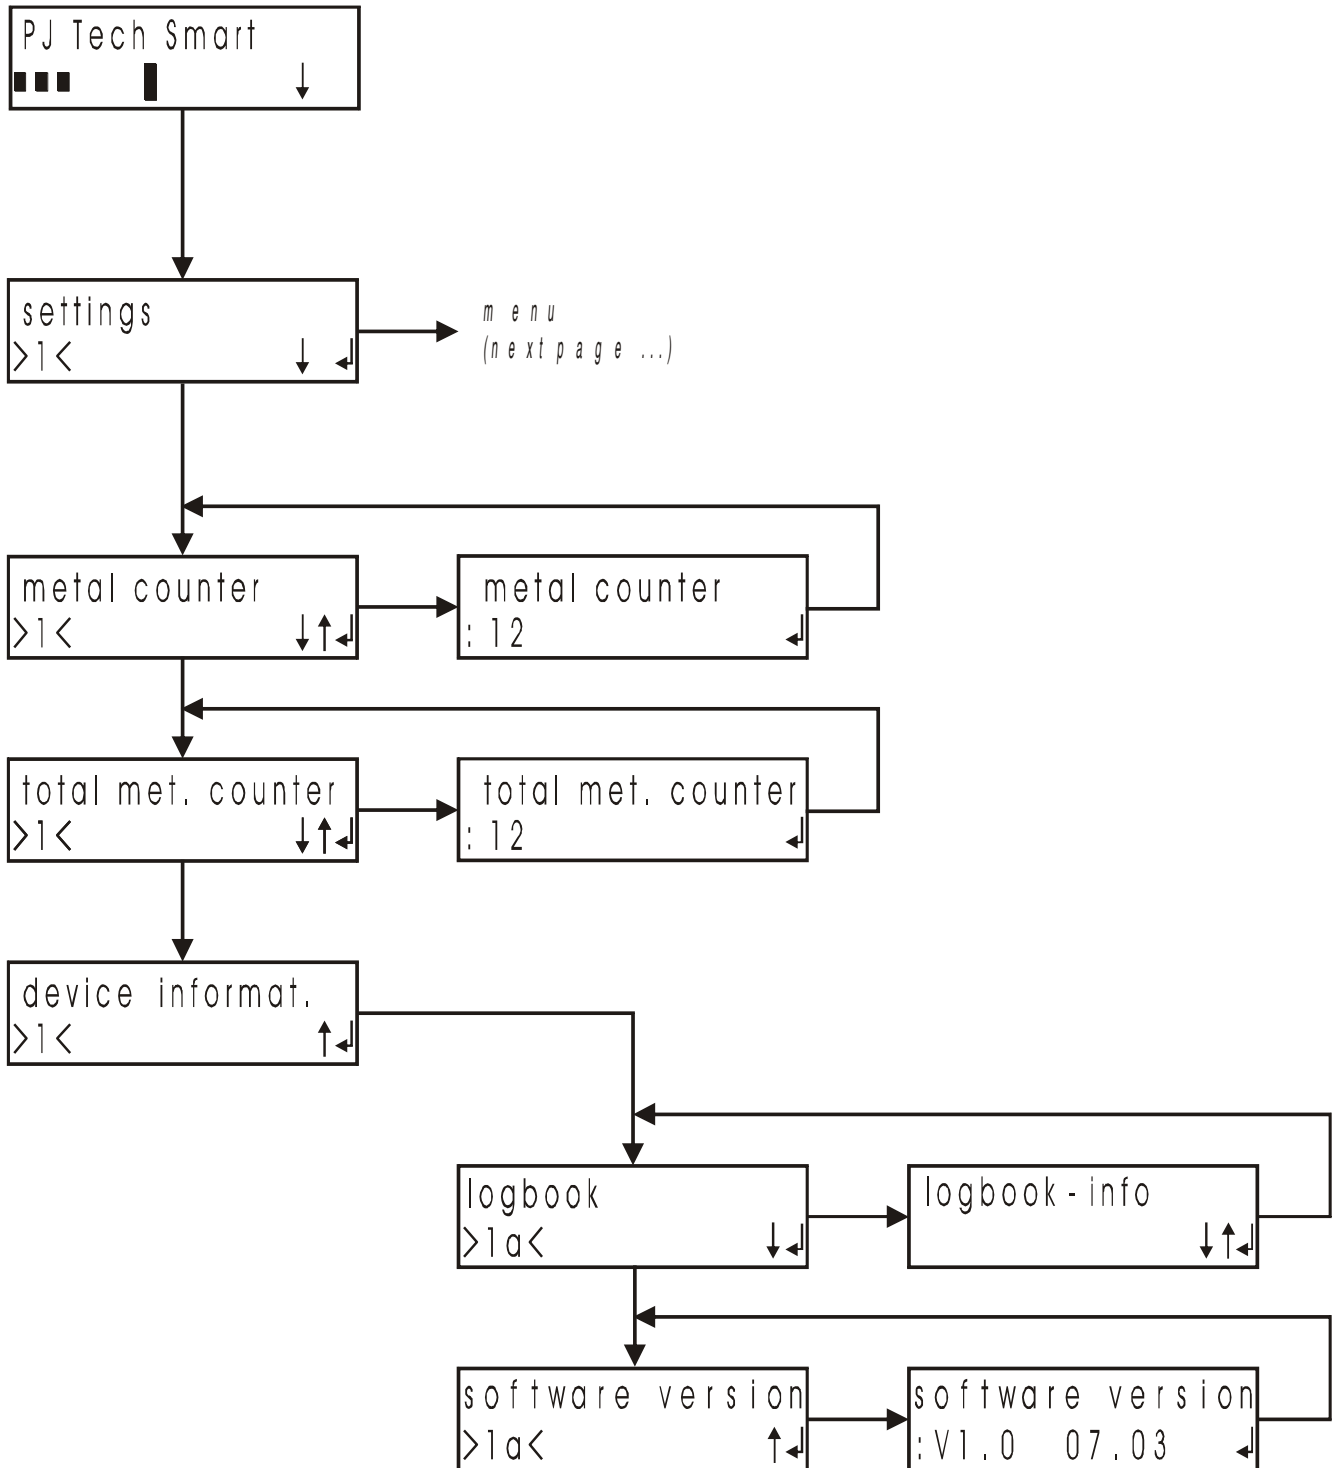 PJ Tech Smart
settings
>1<
menu
(next page ...)
metal counter
>1<
metal counter
:12
total met. counter
>1<
total met. counter
:12
device informat.
>1<
logbook
>1a<
logbook-info
software version
>1a<
software version
:V1.0 07.03